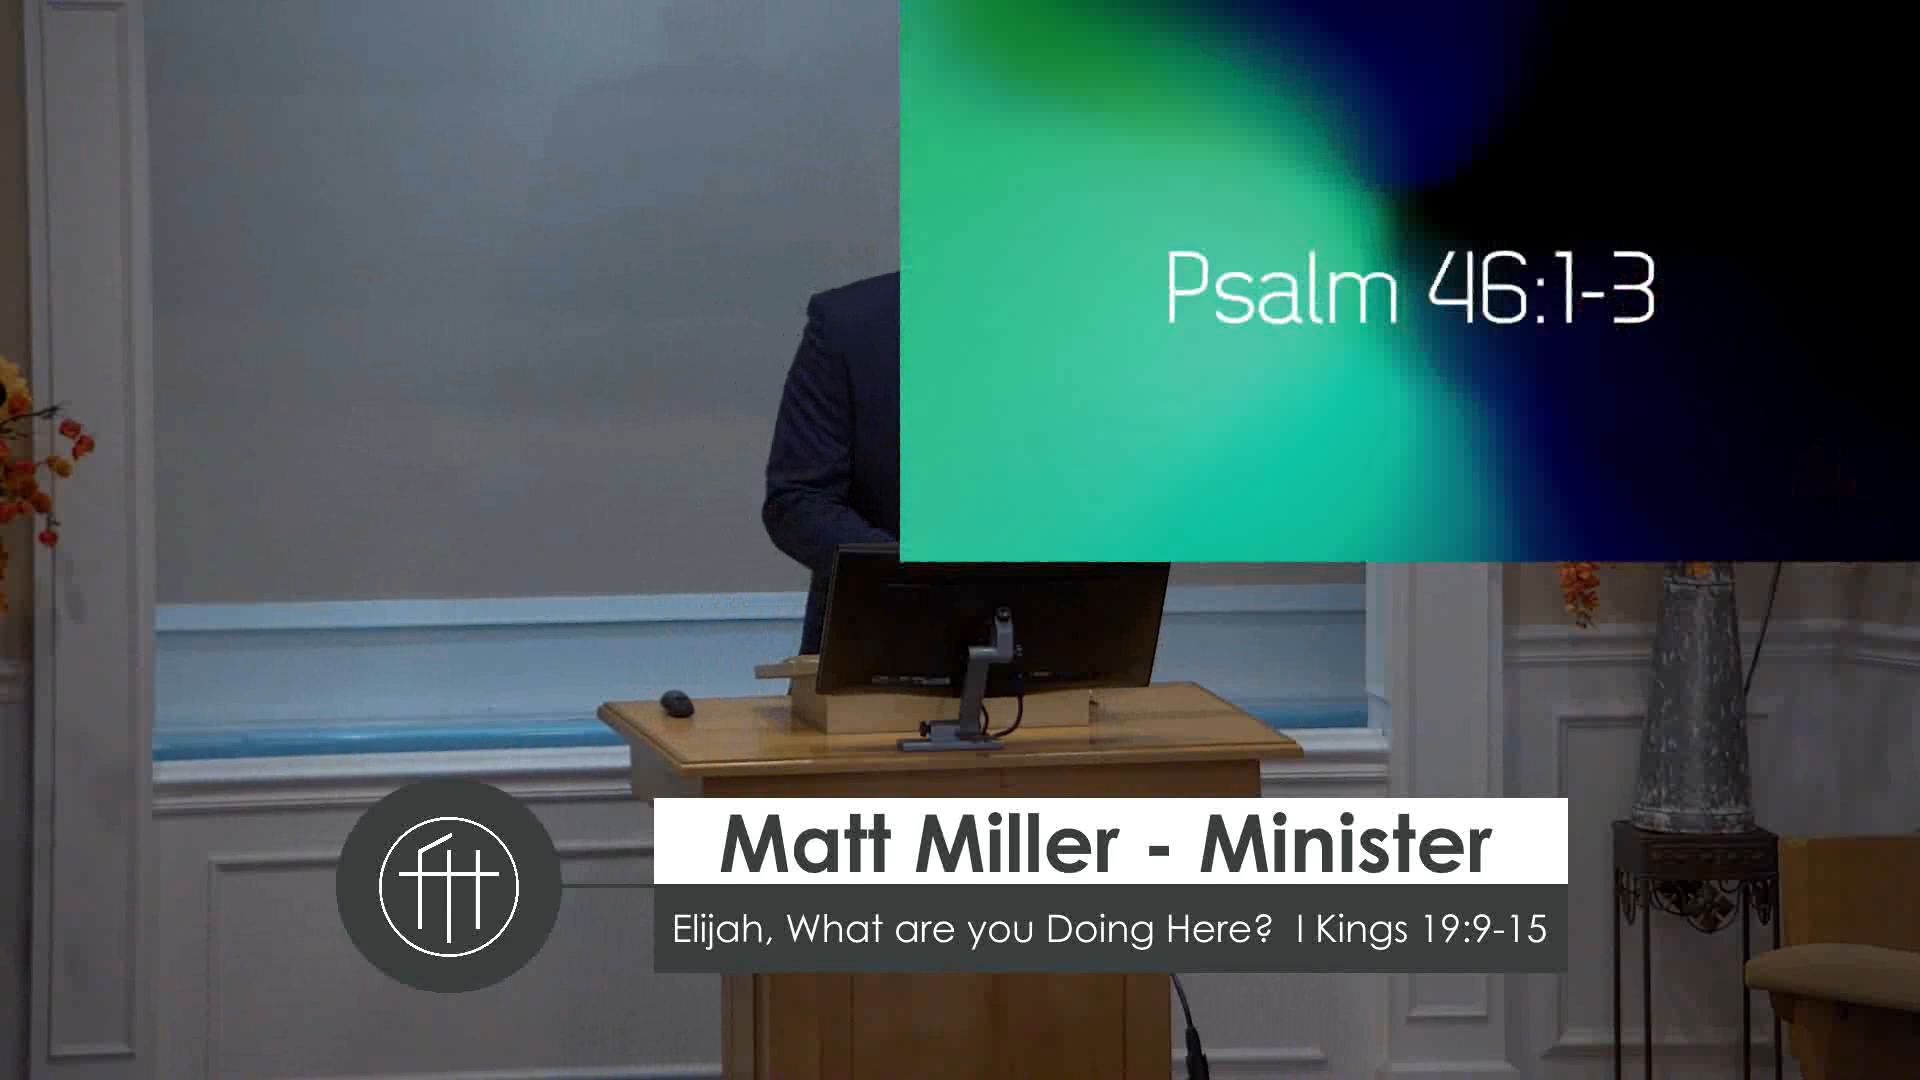 Psalm 46:1-3
Matt Miller - Minister
Elijah, What are you Doing Here?  I Kings 19:9-15